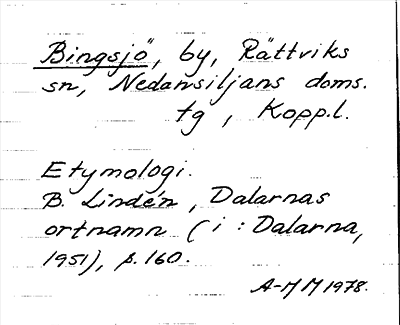 Bingsjö, by, Rättviks
sn, Nedansiljans doms.
tg, Kopp.l.
Etymologi.
B. Lindén, Dalarnas
ortnamn (i: Dalarna,
1951), s. 160.
A-M M 1978.